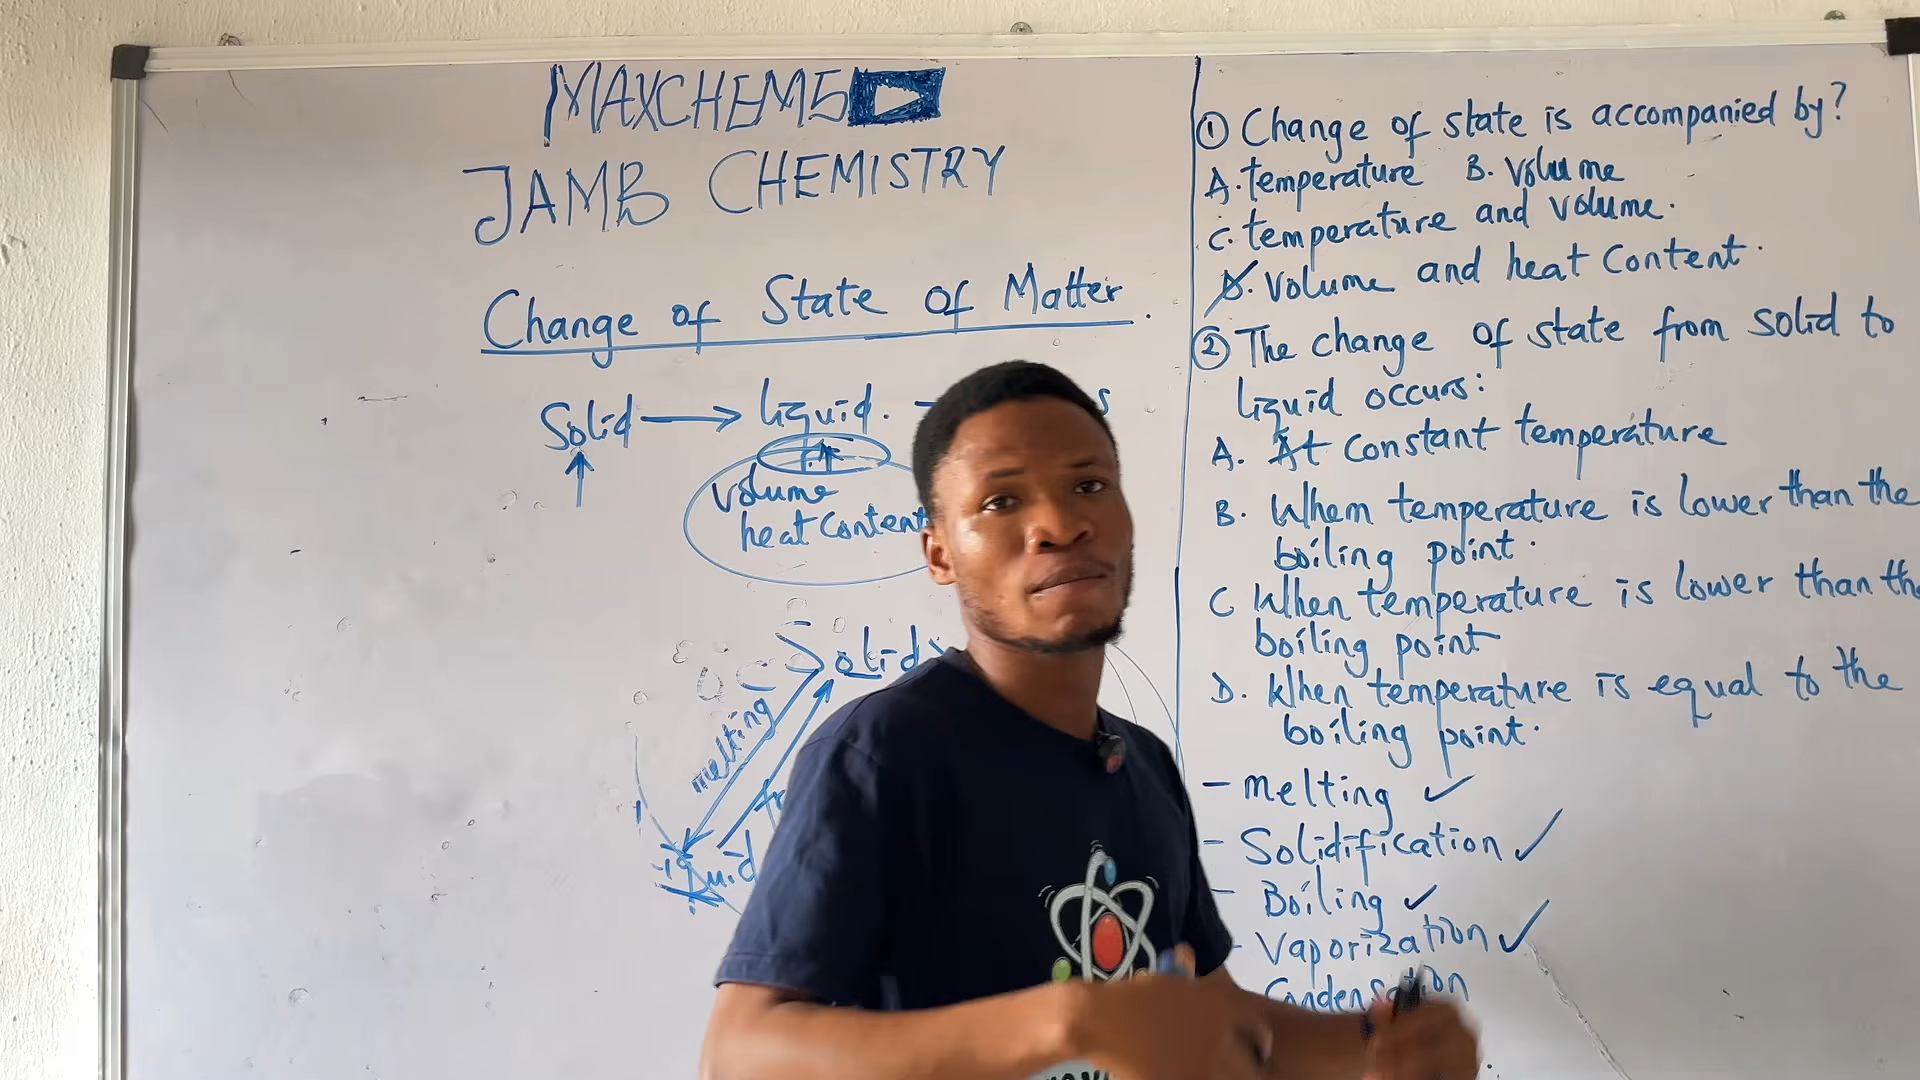 MAXCHEM5
JAMB CHEMISTRY
Change of State of Matter.
Solid → liquid. -
volume
heat Content
Solid
melting
① Change of state is accompanied by?
A. temperature B. Volume
C. temperature and volume.
D. Volume and heat Content.
② The change of state from solid to
liquid occurs:
A. At Constant temperature
B. Whem temperature is lower than the
boiling point.
C When temperature is lower than the
boiling point
D. When temperature is equal to the
boiling point.
- melting ✓
- Solidification ✓
- Boiling ✓
- Vaporization ✓
Condensation